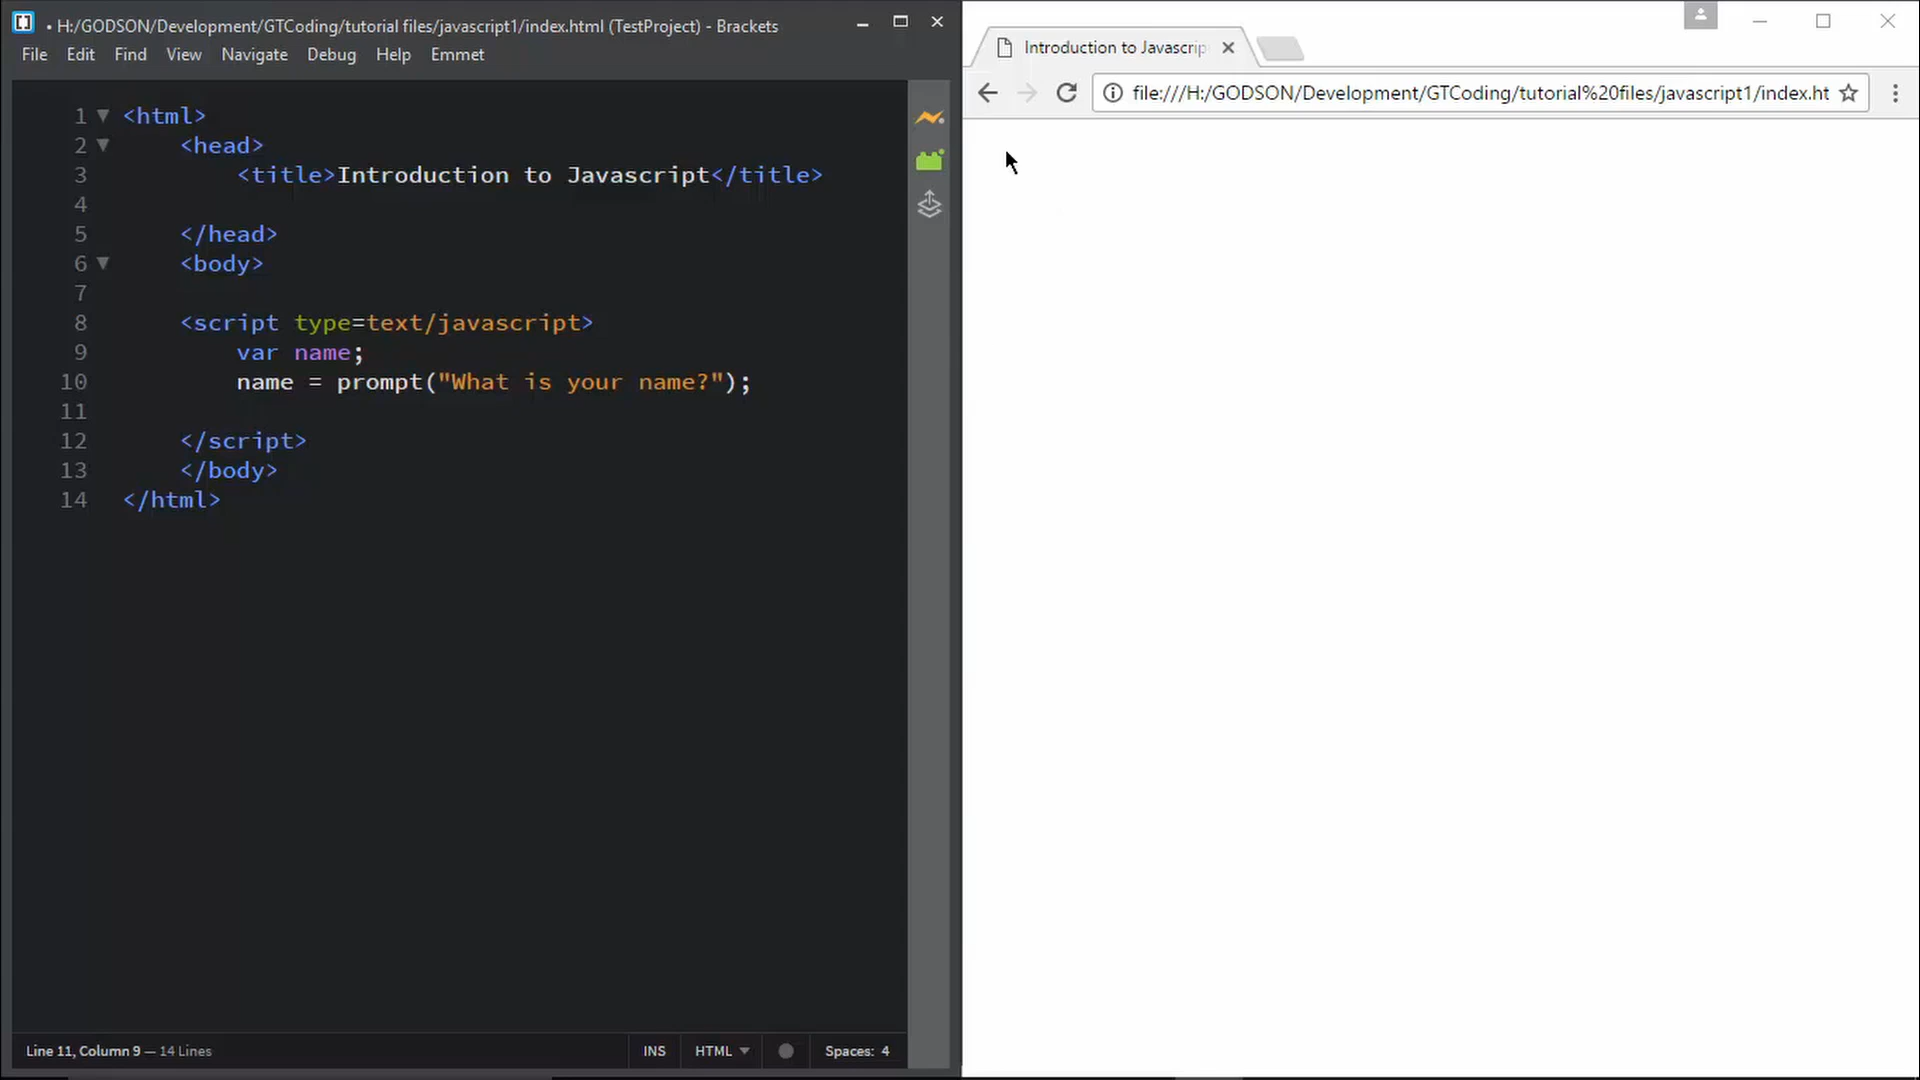 • H:/GODSON/Development/GTCoding/tutorial files/javascript1/index.html (TestProject) - Brackets
File Edit Find View Navigate Debug Help Emmet
1 <html>
2 <head>
3 <title>Introduction to Javascript</title>
4
5 </head>
6 <body>
7
8 <script type=text/javascript>
9 var name;
10 name = prompt("What is your name?");
11
12 </script>
13 </body>
14 </html>
Line 11, Column 9 — 14 Lines
INS HTML Spaces: 4
Introduction to Javascrip
file:///H:/GODSON/Development/GTCoding/tutorial%20files/javascript1/index.ht